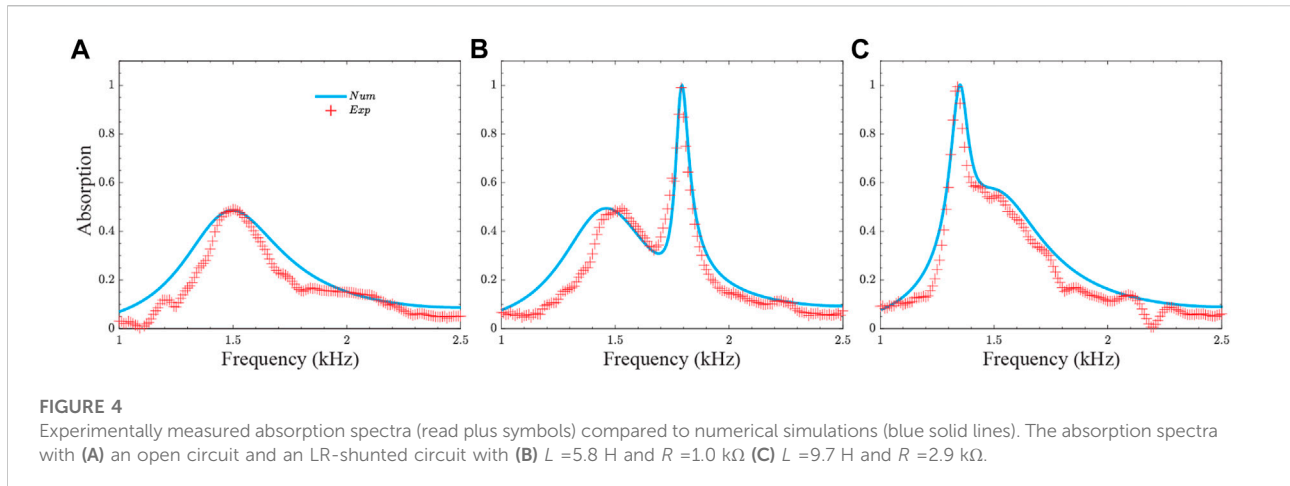 A
B
C
Absorption
1
0.8
0.6
0.4
0.2
0
1
1.5
2
2.5
Frequency (kHz)
Num
Exp
1
0.8
0.6
0.4
0.2
0
1
1.5
2
2.5
Frequency (kHz)
1
0.8
0.6
0.4
0.2
0
1
1.5
2
2.5
Frequency (kHz)
FIGURE 4
Experimentally measured absorption spectra (read plus symbols) compared to numerical simulations (blue solid lines). The absorption spectra
with (A) an open circuit and an LR-shunted circuit with (B) L =5.8 H and R =1.0 kΩ (C) L =9.7 H and R =2.9 kΩ.